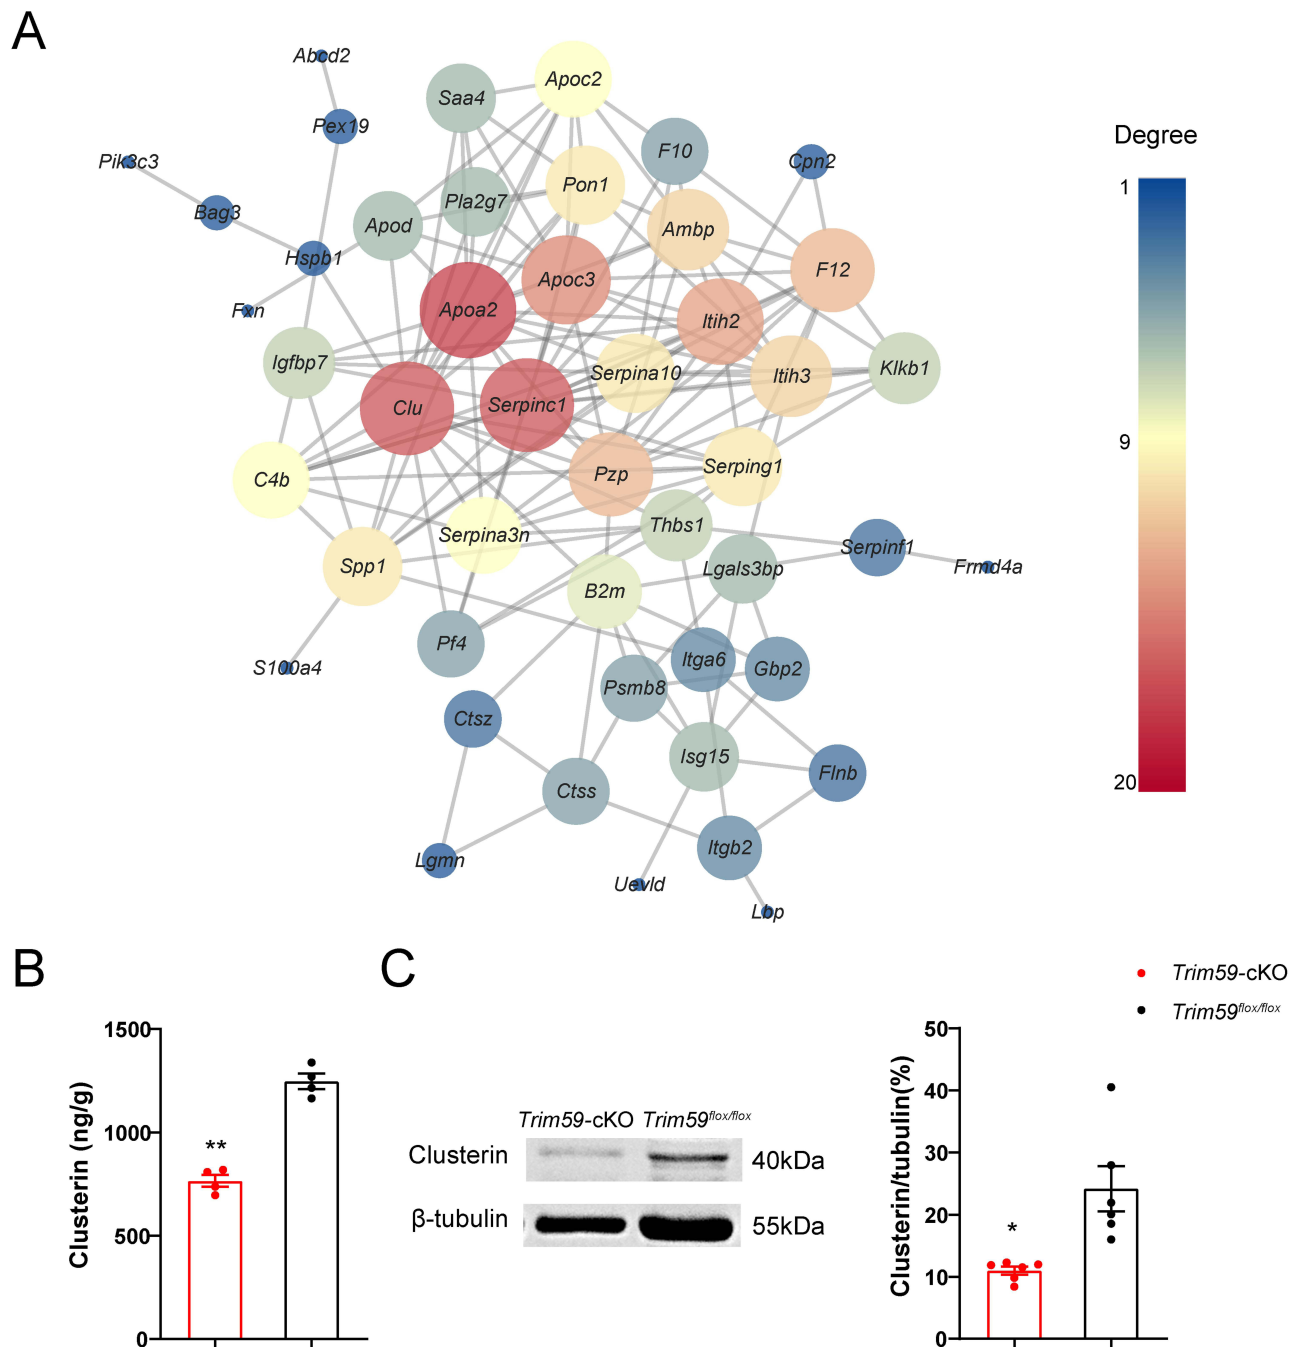 A
Abcd2
Apoc2
Saa4
Degree
Pex19
F10
Pik3c3
Cpn2
1
Pon1
Pla2g7
Bag3
Apod
Ambp
Hspb1
F12
Apoc3
Fxn
Apoa2
Itih2
Igfbp7
Serpina10
Itih3
Klkb1
Clu
Serpinc1
9
C4b
Pzp
Serping1
Thbs1
Serpina3n
Serpinf1
Spp1
Lgals3bp
Frmd4a
B2m
Pf4
S100a4
Itga6
Gbp2
Psmb8
Ctsz
Isg15
Flnb
20
Ctss
Itgb2
Lgmn
Uevld
Lbp
B
C
Trim59-cKO
Trim59flox/flox
Clusterin (ng/g)
1500
1000
500
0
**
Trim59-cKO Trim59flox/flox
Clusterin 40kDa
β-tubulin 55kDa
Clusterin/tubulin(%)
50
40
30
20
10
0
*